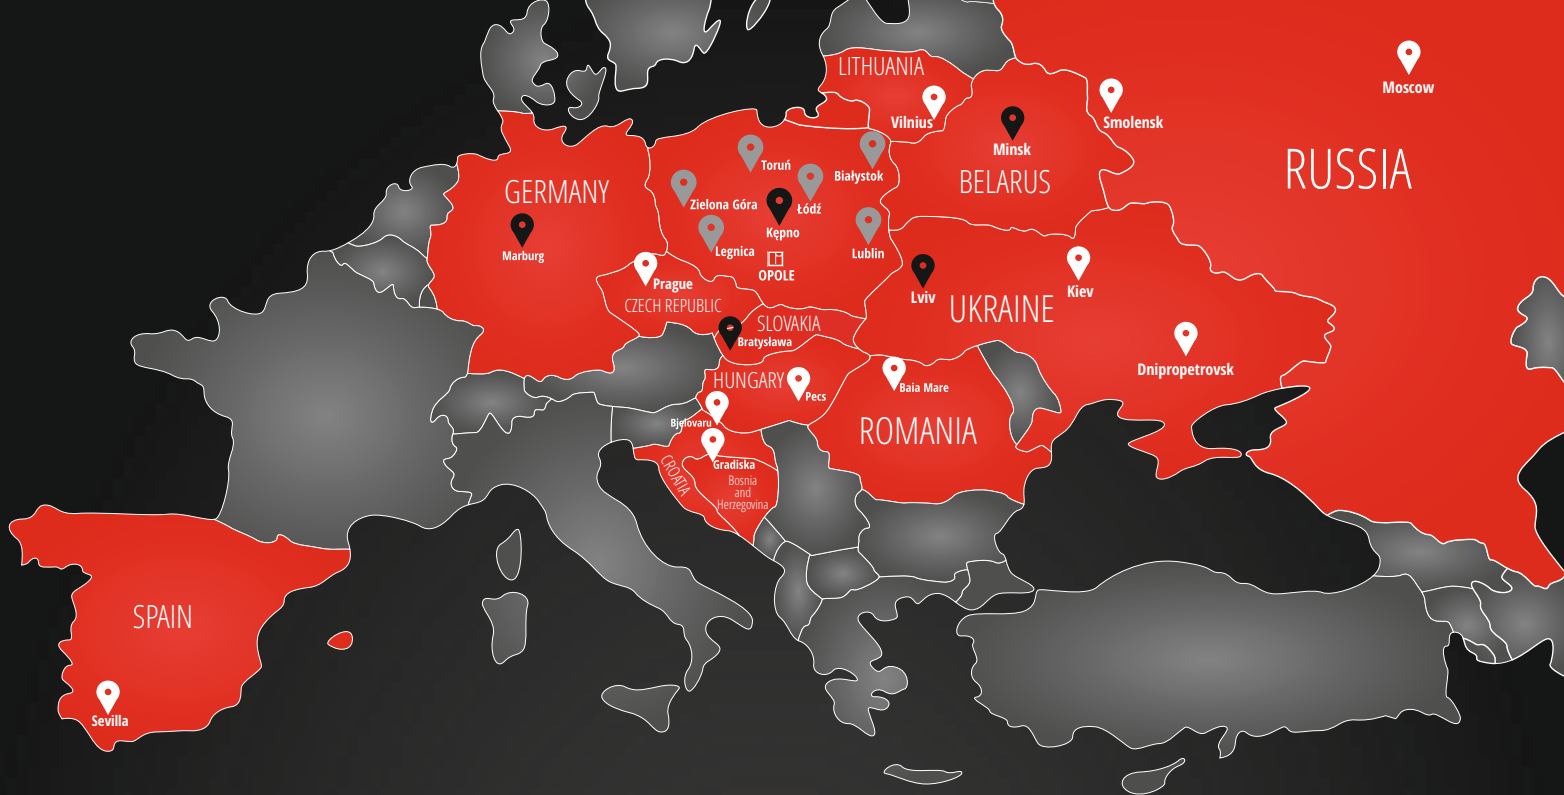 LITHUANIA
Vilnius
Moscow
Smolensk
Minsk
RUSSIA
BELARUS
Toruń
Białystok
GERMANY
Zielona Góra
Łódź
Kępno
Marburg
Legnica
Lublin
OPOLE
Prague
CZECH REPUBLIC
Lviv
Kiev
UKRAINE
SLOVAKIA
Bratysława
Dnipropetrovsk
HUNGARY
Pecs
Baia Mare
Bjelovaru
ROMANIA
Gradiska
CROATIA
Bosnia
and
Herzegovina
SPAIN
Sevilla